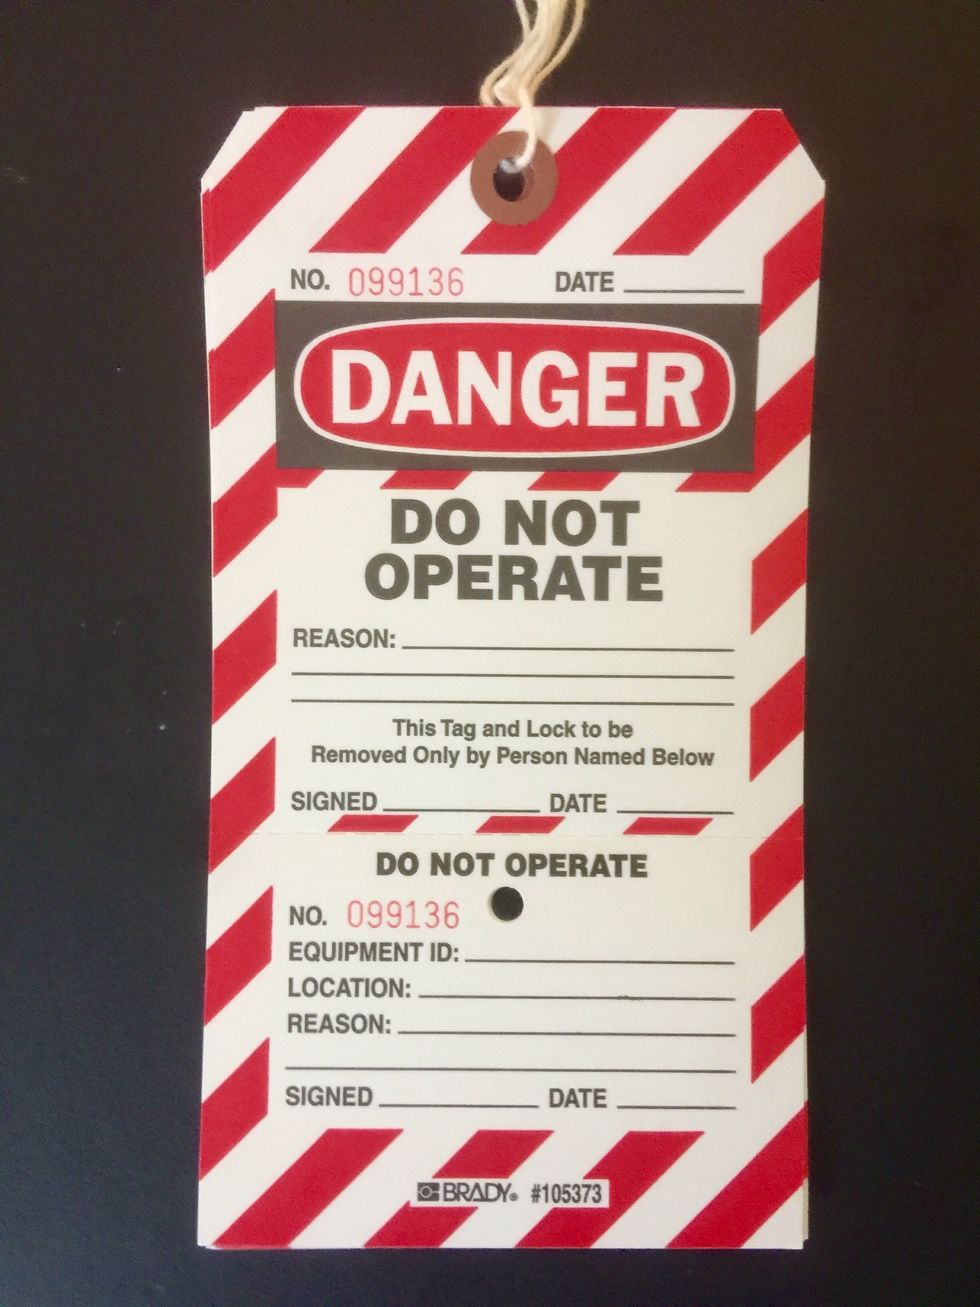 NO. 099136 DATE
DANGER
DO NOT
OPERATE
REASON:
This Tag and Lock to be
Removed Only by Person Named Below
SIGNED DATE
DO NOT OPERATE
NO. 099136
EQUIPMENT ID:
LOCATION:
REASON:
SIGNED DATE
BRADY® #105373